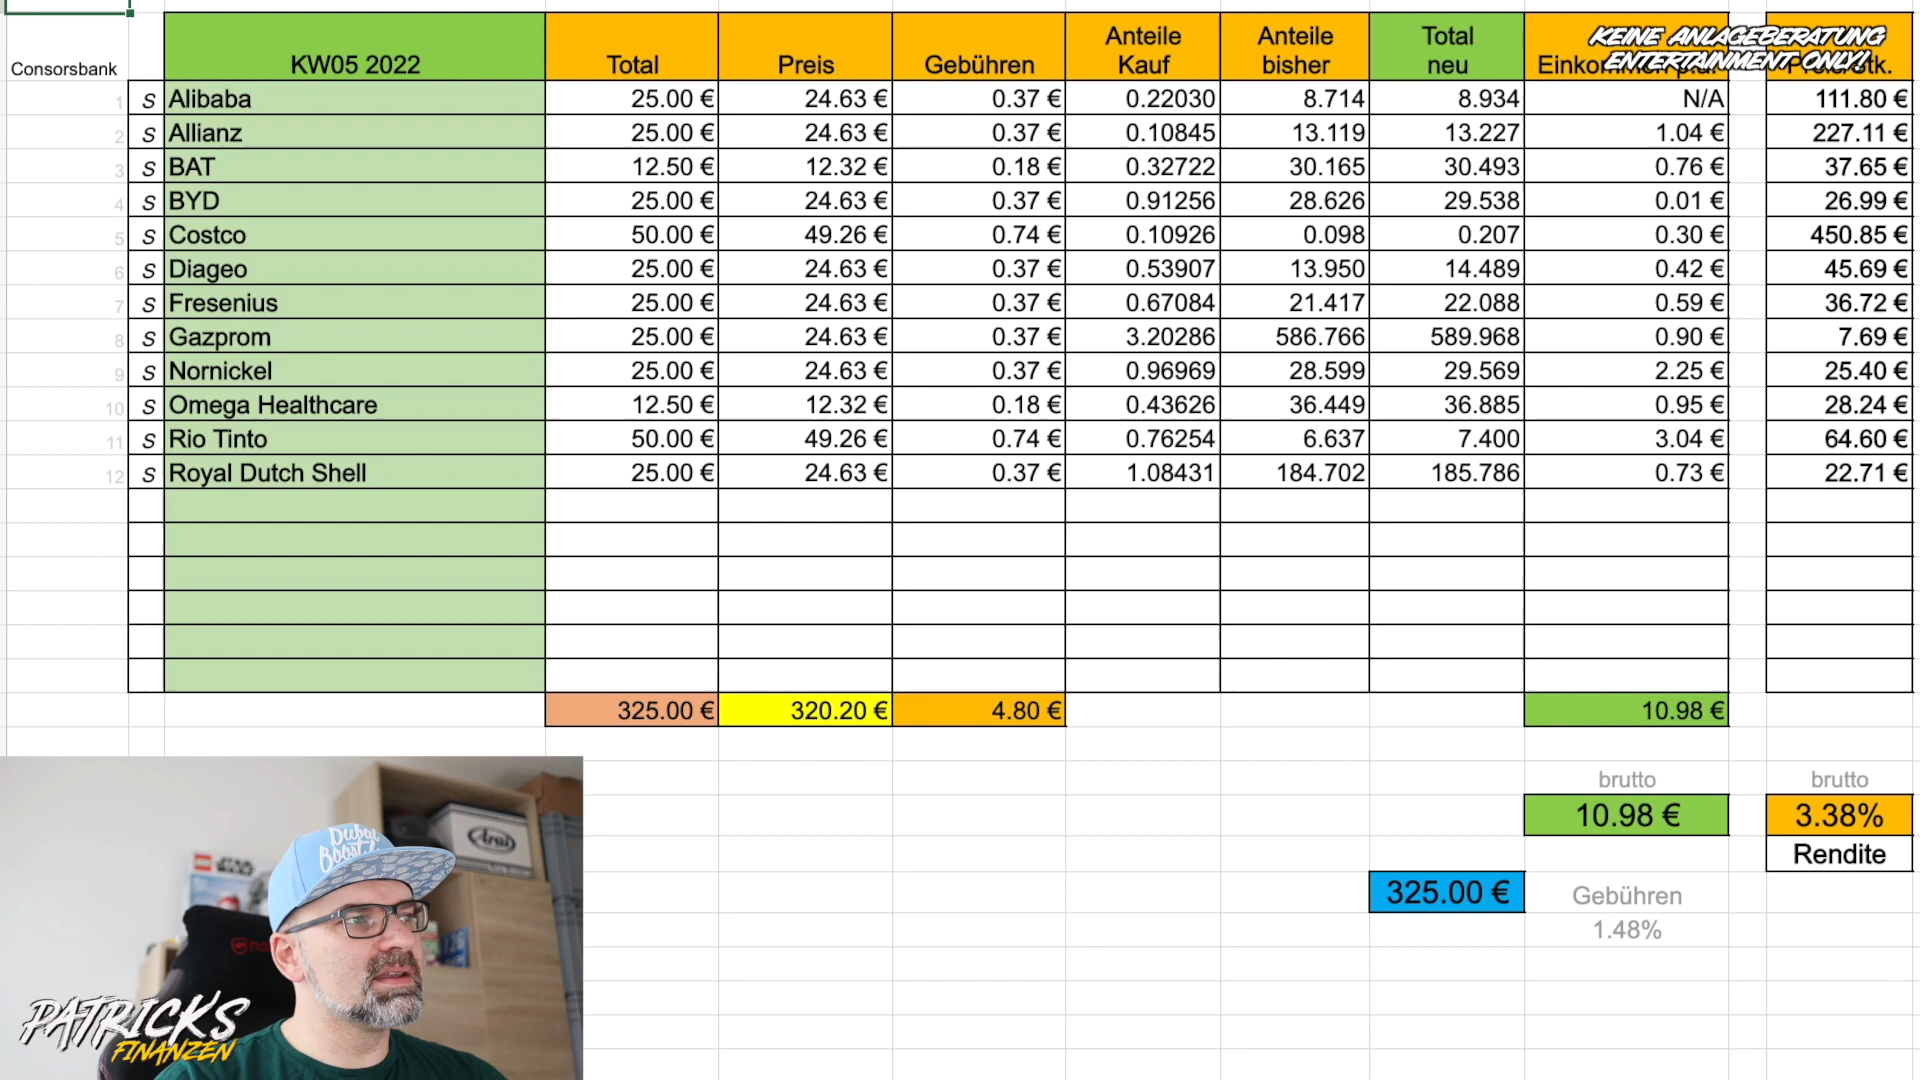 Consorsbank KW05 2022 Total Preis Gebühren Anteile Kauf Anteile bisher Total neu
KEINE ANLAGEBERATUNG
ENTERTAINMENT ONLY!
1 S Alibaba 25.00 € 24.63 € 0.37 € 0.22030 8.714 8.934 N/A 111.80 €
2 S Allianz 25.00 € 24.63 € 0.37 € 0.10845 13.119 13.227 1.04 € 227.11 €
3 S BAT 12.50 € 12.32 € 0.18 € 0.32722 30.165 30.493 0.76 € 37.65 €
4 S BYD 25.00 € 24.63 € 0.37 € 0.91256 28.626 29.538 0.01 € 26.99 €
5 S Costco 50.00 € 49.26 € 0.74 € 0.10926 0.098 0.207 0.30 € 450.85 €
6 S Diageo 25.00 € 24.63 € 0.37 € 0.53907 13.950 14.489 0.42 € 45.69 €
7 S Fresenius 25.00 € 24.63 € 0.37 € 0.67084 21.417 22.088 0.59 € 36.72 €
8 S Gazprom 25.00 € 24.63 € 0.37 € 3.20286 586.766 589.968 0.90 € 7.69 €
9 S Nornickel 25.00 € 24.63 € 0.37 € 0.96969 28.599 29.569 2.25 € 25.40 €
10 S Omega Healthcare 12.50 € 12.32 € 0.18 € 0.43626 36.449 36.885 0.95 € 28.24 €
11 S Rio Tinto 50.00 € 49.26 € 0.74 € 0.76254 6.637 7.400 3.04 € 64.60 €
12 S Royal Dutch Shell 25.00 € 24.63 € 0.37 € 1.08431 184.702 185.786 0.73 € 22.71 €
325.00 € 320.20 € 4.80 € 10.98 €
brutto brutto
10.98 € 3.38%
Rendite
325.00 € Gebühren
1.48%
Dubai
Arai
LEGO STAR WARS
PATRICKS
FINANZEN